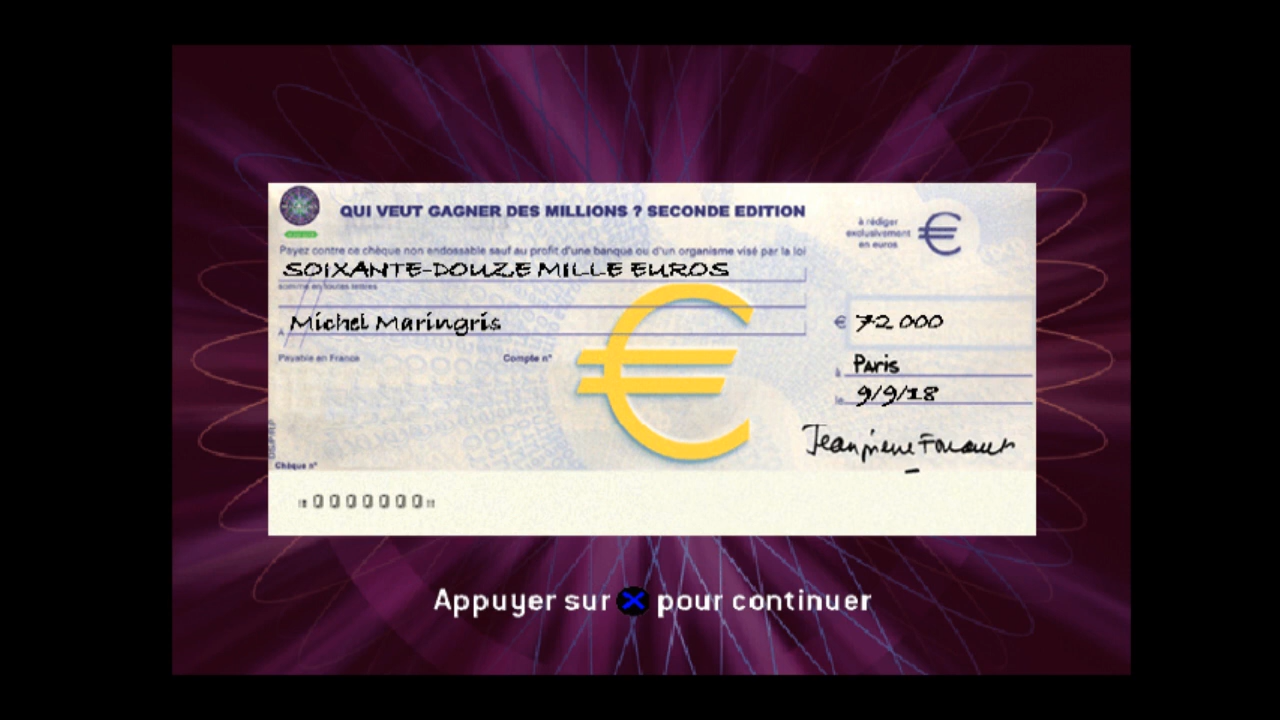 QUI VEUT GAGNER DES MILLIONS ? SECONDE EDITION
à rédiger
exclusivement
en euros
€
Payez contre ce chèque non endossable sauf au profit d'une banque ou d'un organisme visé par la loi
SOIXANTE-DOUZE MILLE EUROS
somme en toutes lettres
A Michel Maringris
€ 72.000
Payable en France Compte n°
€
à Paris
le 9/9/18
Chèque n°
0000000
Appuyer sur X pour continuer